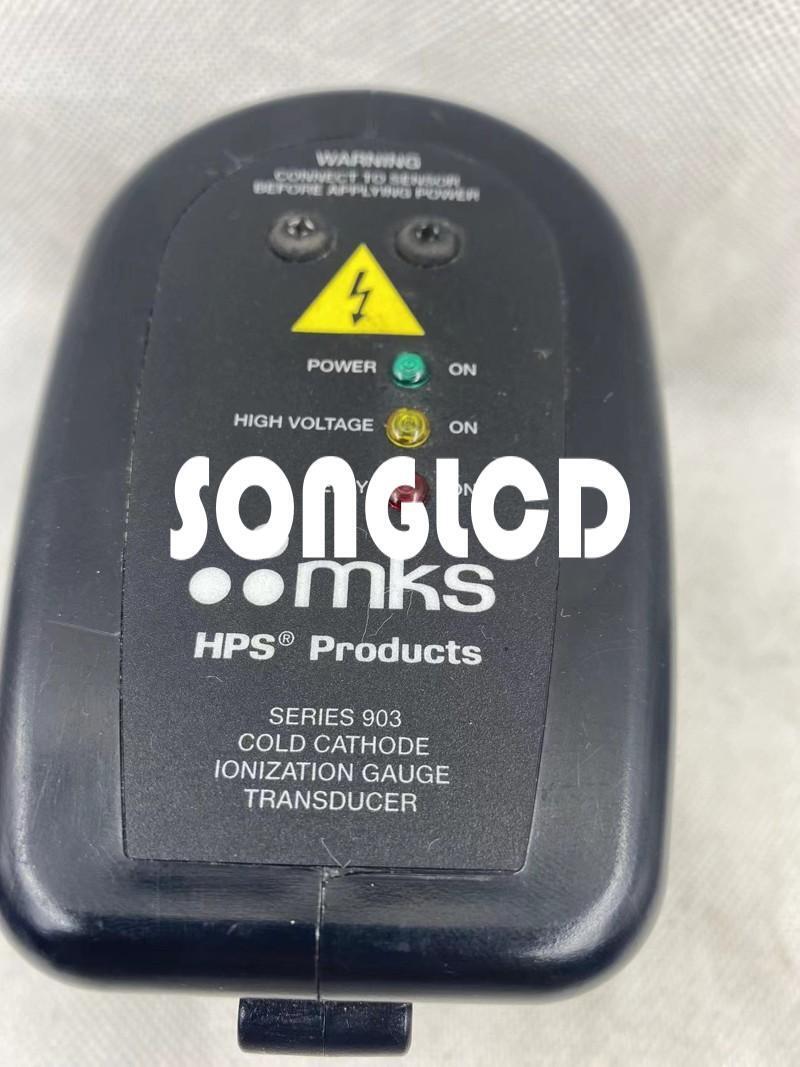 WARNING
CONNECT TO SENSOR
BEFORE APPLYING POWER
POWER ON
HIGH VOLTAGE ON
ON
SONGLCD
mks
HPS® Products
SERIES 903
COLD CATHODE
IONIZATION GAUGE
TRANSDUCER